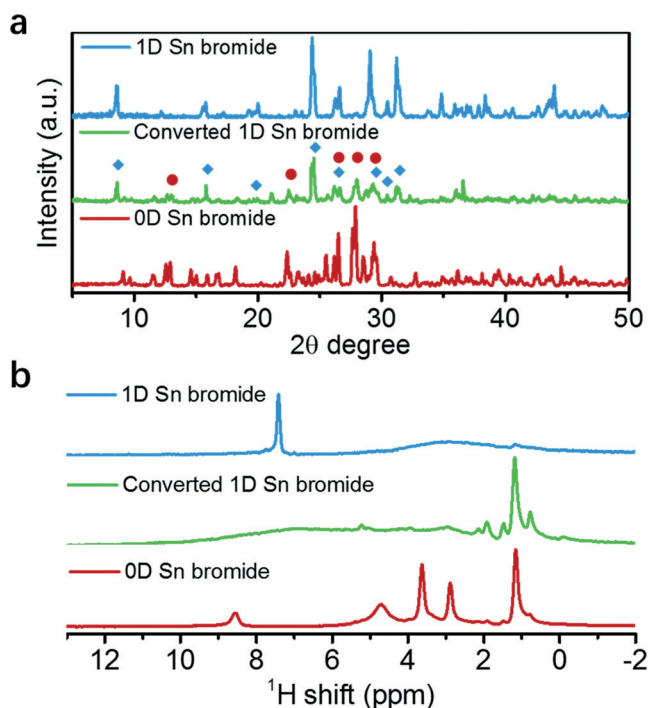 a
1D Sn bromide
Converted 1D Sn bromide
0D Sn bromide
Intensity (a.u.)
10 20 30 40 50
2θ degree
b
1D Sn bromide
Converted 1D Sn bromide
0D Sn bromide
12 10 8 6 4 2 0 -2
¹H shift (ppm)